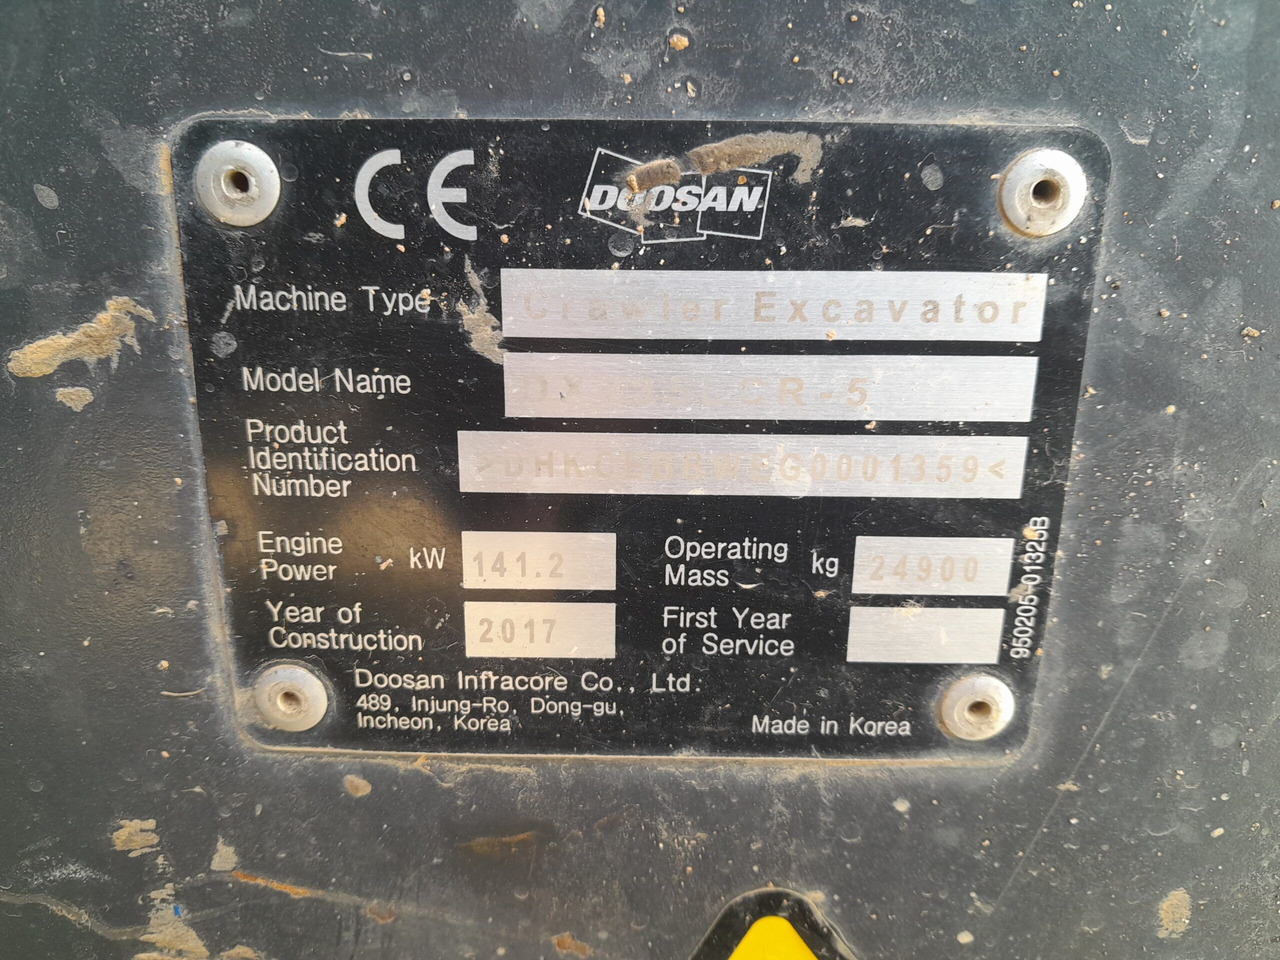 CE DOOSAN
Machine Type Crawler Excavator
Model Name CR-5
Product
Identification
Number
Engine
Power kW 141.2
Operating
Mass kg 24900
Year of
Construction 2017
First Year
of Service
950205-01325B
Doosan Infracore Co., Ltd.
489, Injung-Ro, Dong-gu,
Incheon, Korea
Made in Korea